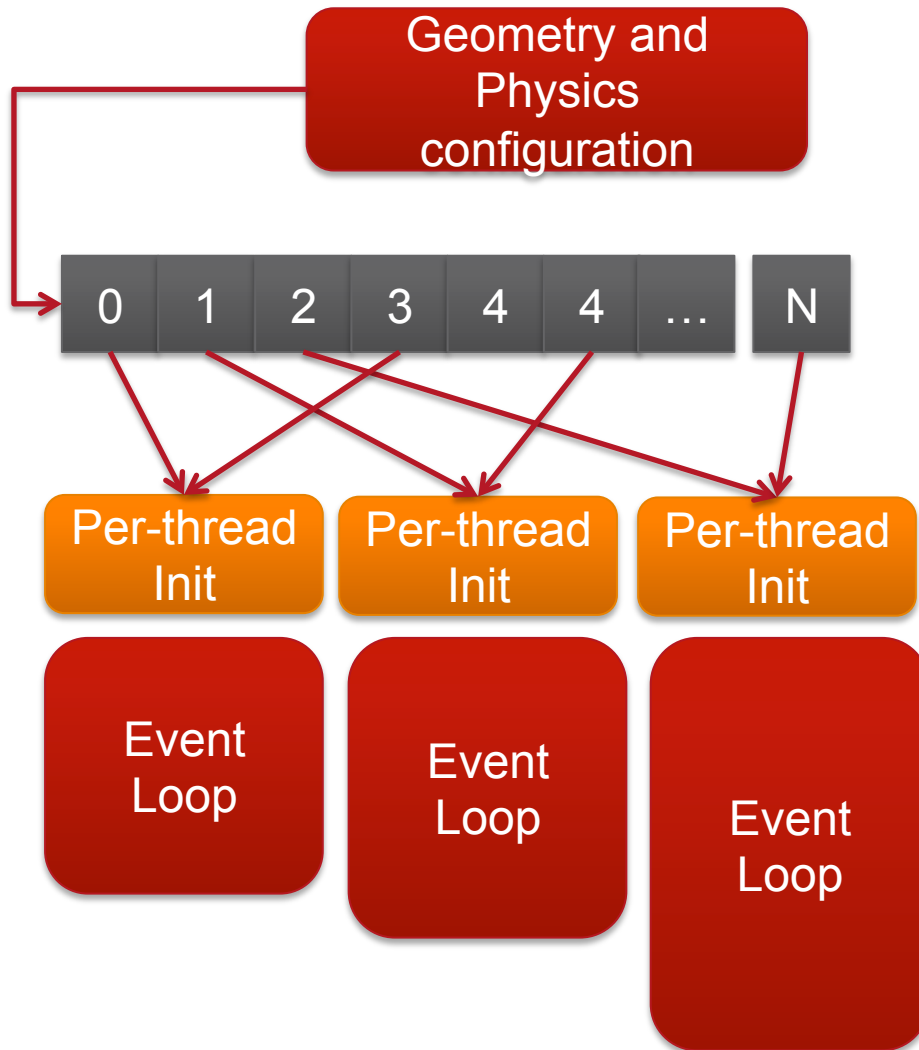 Geometry and
Physics
configuration
0 1 2 3 4 4 ... N
Per-thread
Init
Per-thread
Init
Per-thread
Init
Event
Loop
Event
Loop
Event
Loop